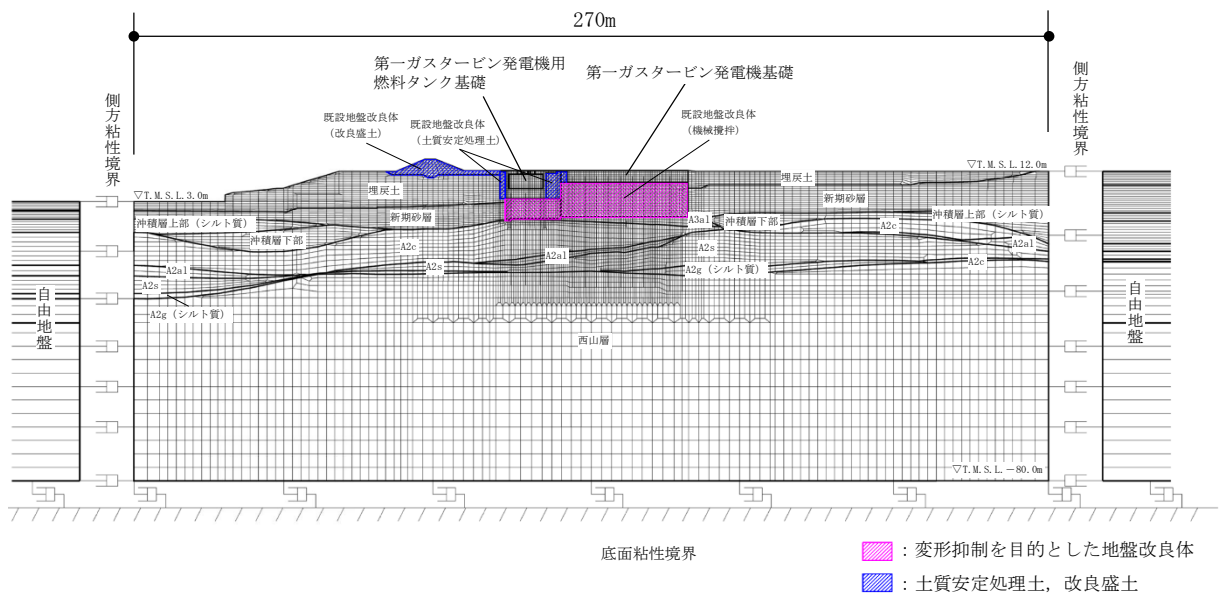 270m
第一ガスタービン発電機用
燃料タンク基礎
第一ガスタービン発電機基礎
側方粘性境界
側方粘性境界
既設地盤改良体
(改良盛土)
既設地盤改良体
(土質安定処理土)
既設地盤改良体
(機械攪拌)
▽T.M.S.L.3.0m
▽T.M.S.L.12.0m
埋戻土
埋戻土
新期砂層
新期砂層
沖積層上部(シルト質)
沖積層下部
A3a1
沖積層下部
沖積層上部(シルト質)
A2c
A2c
A2a1
A2s
A2a1
A2a1
A2s
A2g(シルト質)
A2c
A2s
A2g(シルト質)
自由地盤
自由地盤
西山層
▽T.M.S.L.−80.0m
底面粘性境界
:変形抑制を目的とした地盤改良体
:土質安定処理土,改良盛土